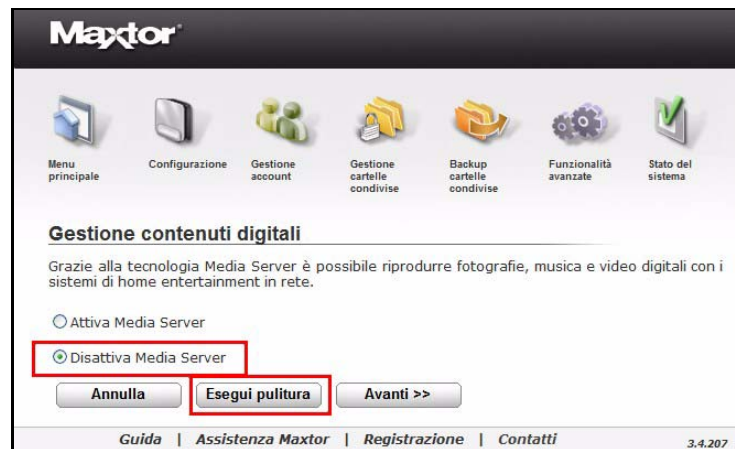 Maxtor
Menu principale
Configurazione
Gestione account
Gestione cartelle condivise
Backup cartelle condivise
Funzionalità avanzate
Stato del sistema
Gestione contenuti digitali
Grazie alla tecnologia Media Server è possibile riprodurre fotografie, musica e video digitali con i
sistemi di home entertainment in rete.
Attiva Media Server
Disattiva Media Server
Annulla Esegui pulitura Avanti >>
Guida | Assistenza Maxtor | Registrazione | Contatti 3.4.207